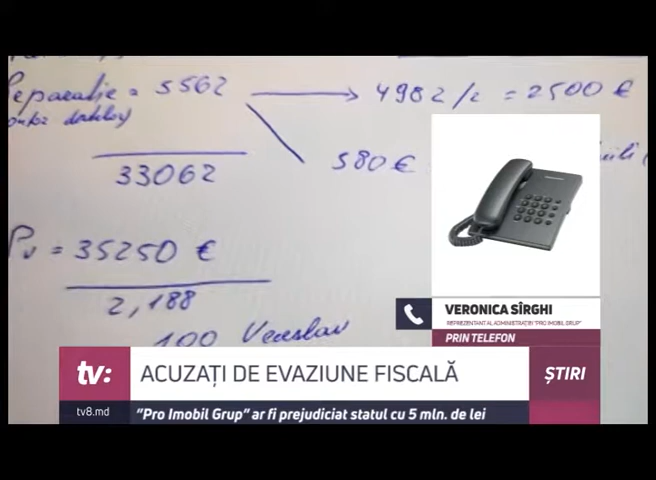 Reparatie = 5562 → 4982/2 = 2500 €
580 €
33062
Pv = 35250 €
2,188
100 Veaslav
VERONICA SÎRGHI
REPREZENTANT AL ADMINISTRAȚIEI "PRO IMOBIL GRUP"
PRIN TELEFON
tv:
ACUZAȚI DE EVAZIUNE FISCALĂ
ȘTIRI
tv8.md
"Pro Imobil Grup" ar fi prejudiciat statul cu 5 mln. de lei